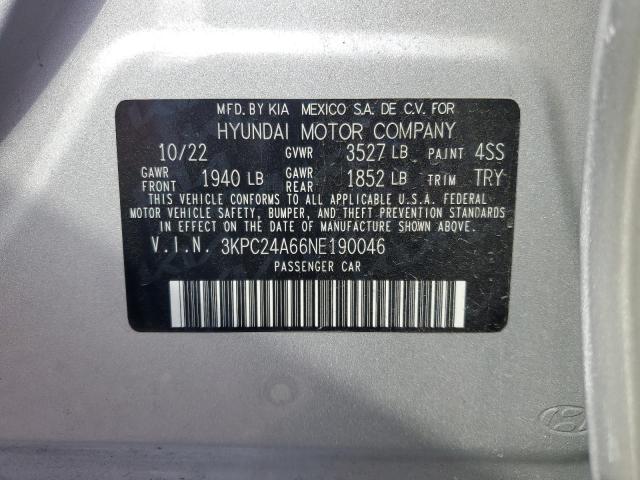 MFD. BY KIA MEXICO S.A. DE C.V. FOR
HYUNDAI MOTOR COMPANY
10/22 GVWR 3527 LB PAINT 4SS
GAWR FRONT 1940 LB GAWR REAR 1852 LB TRIM TRY
THIS VEHICLE CONFORMS TO ALL APPLICABLE U.S.A. FEDERAL
MOTOR VEHICLE SAFETY, BUMPER, AND THEFT PREVENTION STANDARDS IN
EFFECT ON THE DATE OF MANUFACTURE SHOWN ABOVE.
V.I.N. 3KPC24A66NE190046
PASSENGER CAR